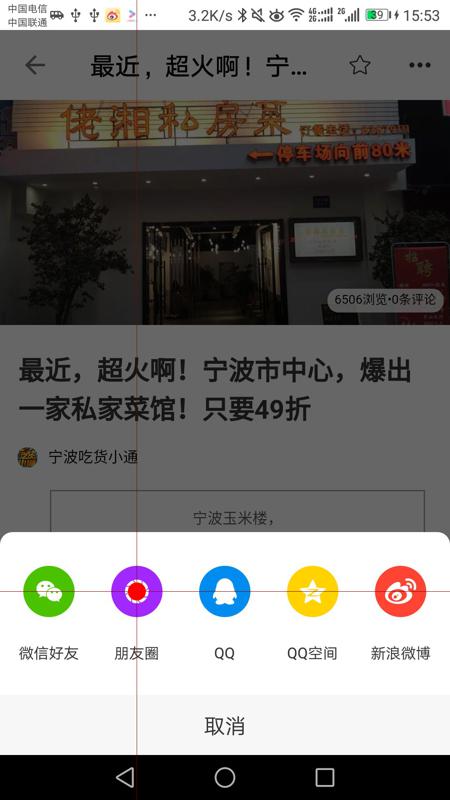 中国电信
中国联通
3.2K/s
4G
2G
2G
39
15:53
最近，超火啊！宁...
佬湘私房菜
停车场向前80米
招聘
6506浏览•0条评论
最近，超火啊！宁波市中心，爆出
一家私家菜馆！只要49折
宁波吃货小通
宁波玉米楼，
微信好友
朋友圈
QQ
QQ空间
新浪微博
取消